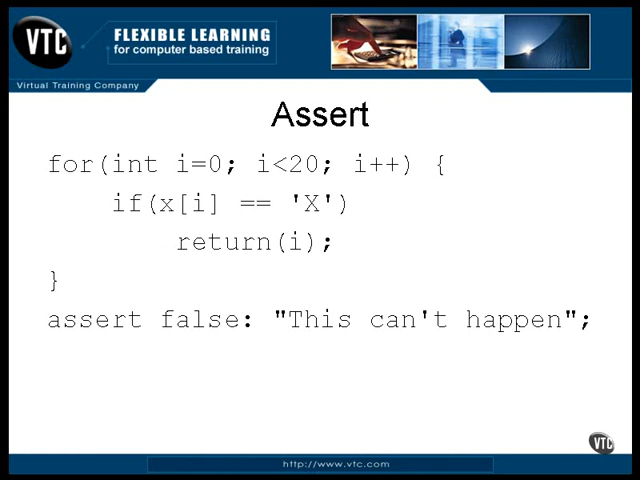 VTC
FLEXIBLE LEARNING
for computer based training
Virtual Training Company
Assert
for(int i=0; i<20; i++) {
if(x[i] == 'X')
return(i);
}
assert false: "This can't happen";
VTC
http://www.vtc.com